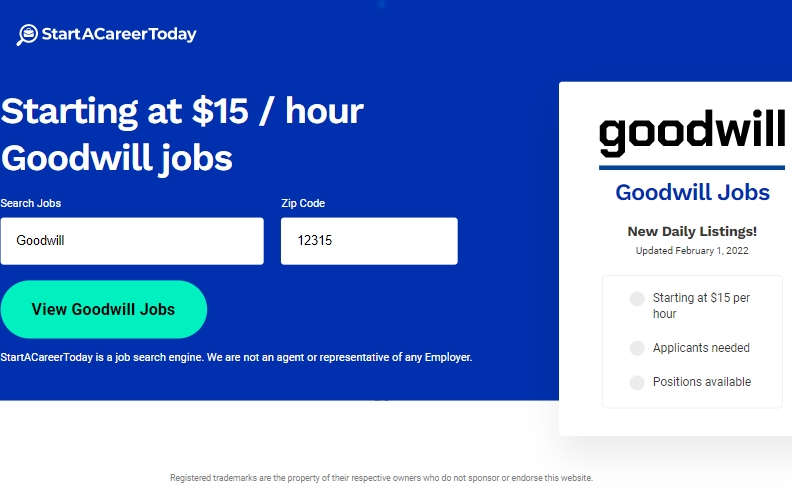 StartACareerToday
Starting at $15 / hour
Goodwill jobs
Search Jobs
Zip Code
Goodwill
12315
View Goodwill Jobs
StartACareerToday is a job search engine. We are not an agent or representative of any Employer.
goodwill
Goodwill Jobs
New Daily Listings!
Updated February 1, 2022
Starting at $15 per
hour
Applicants needed
Positions available
Registered trademarks are the property of their respective owners who do not sponsor or endorse this website.